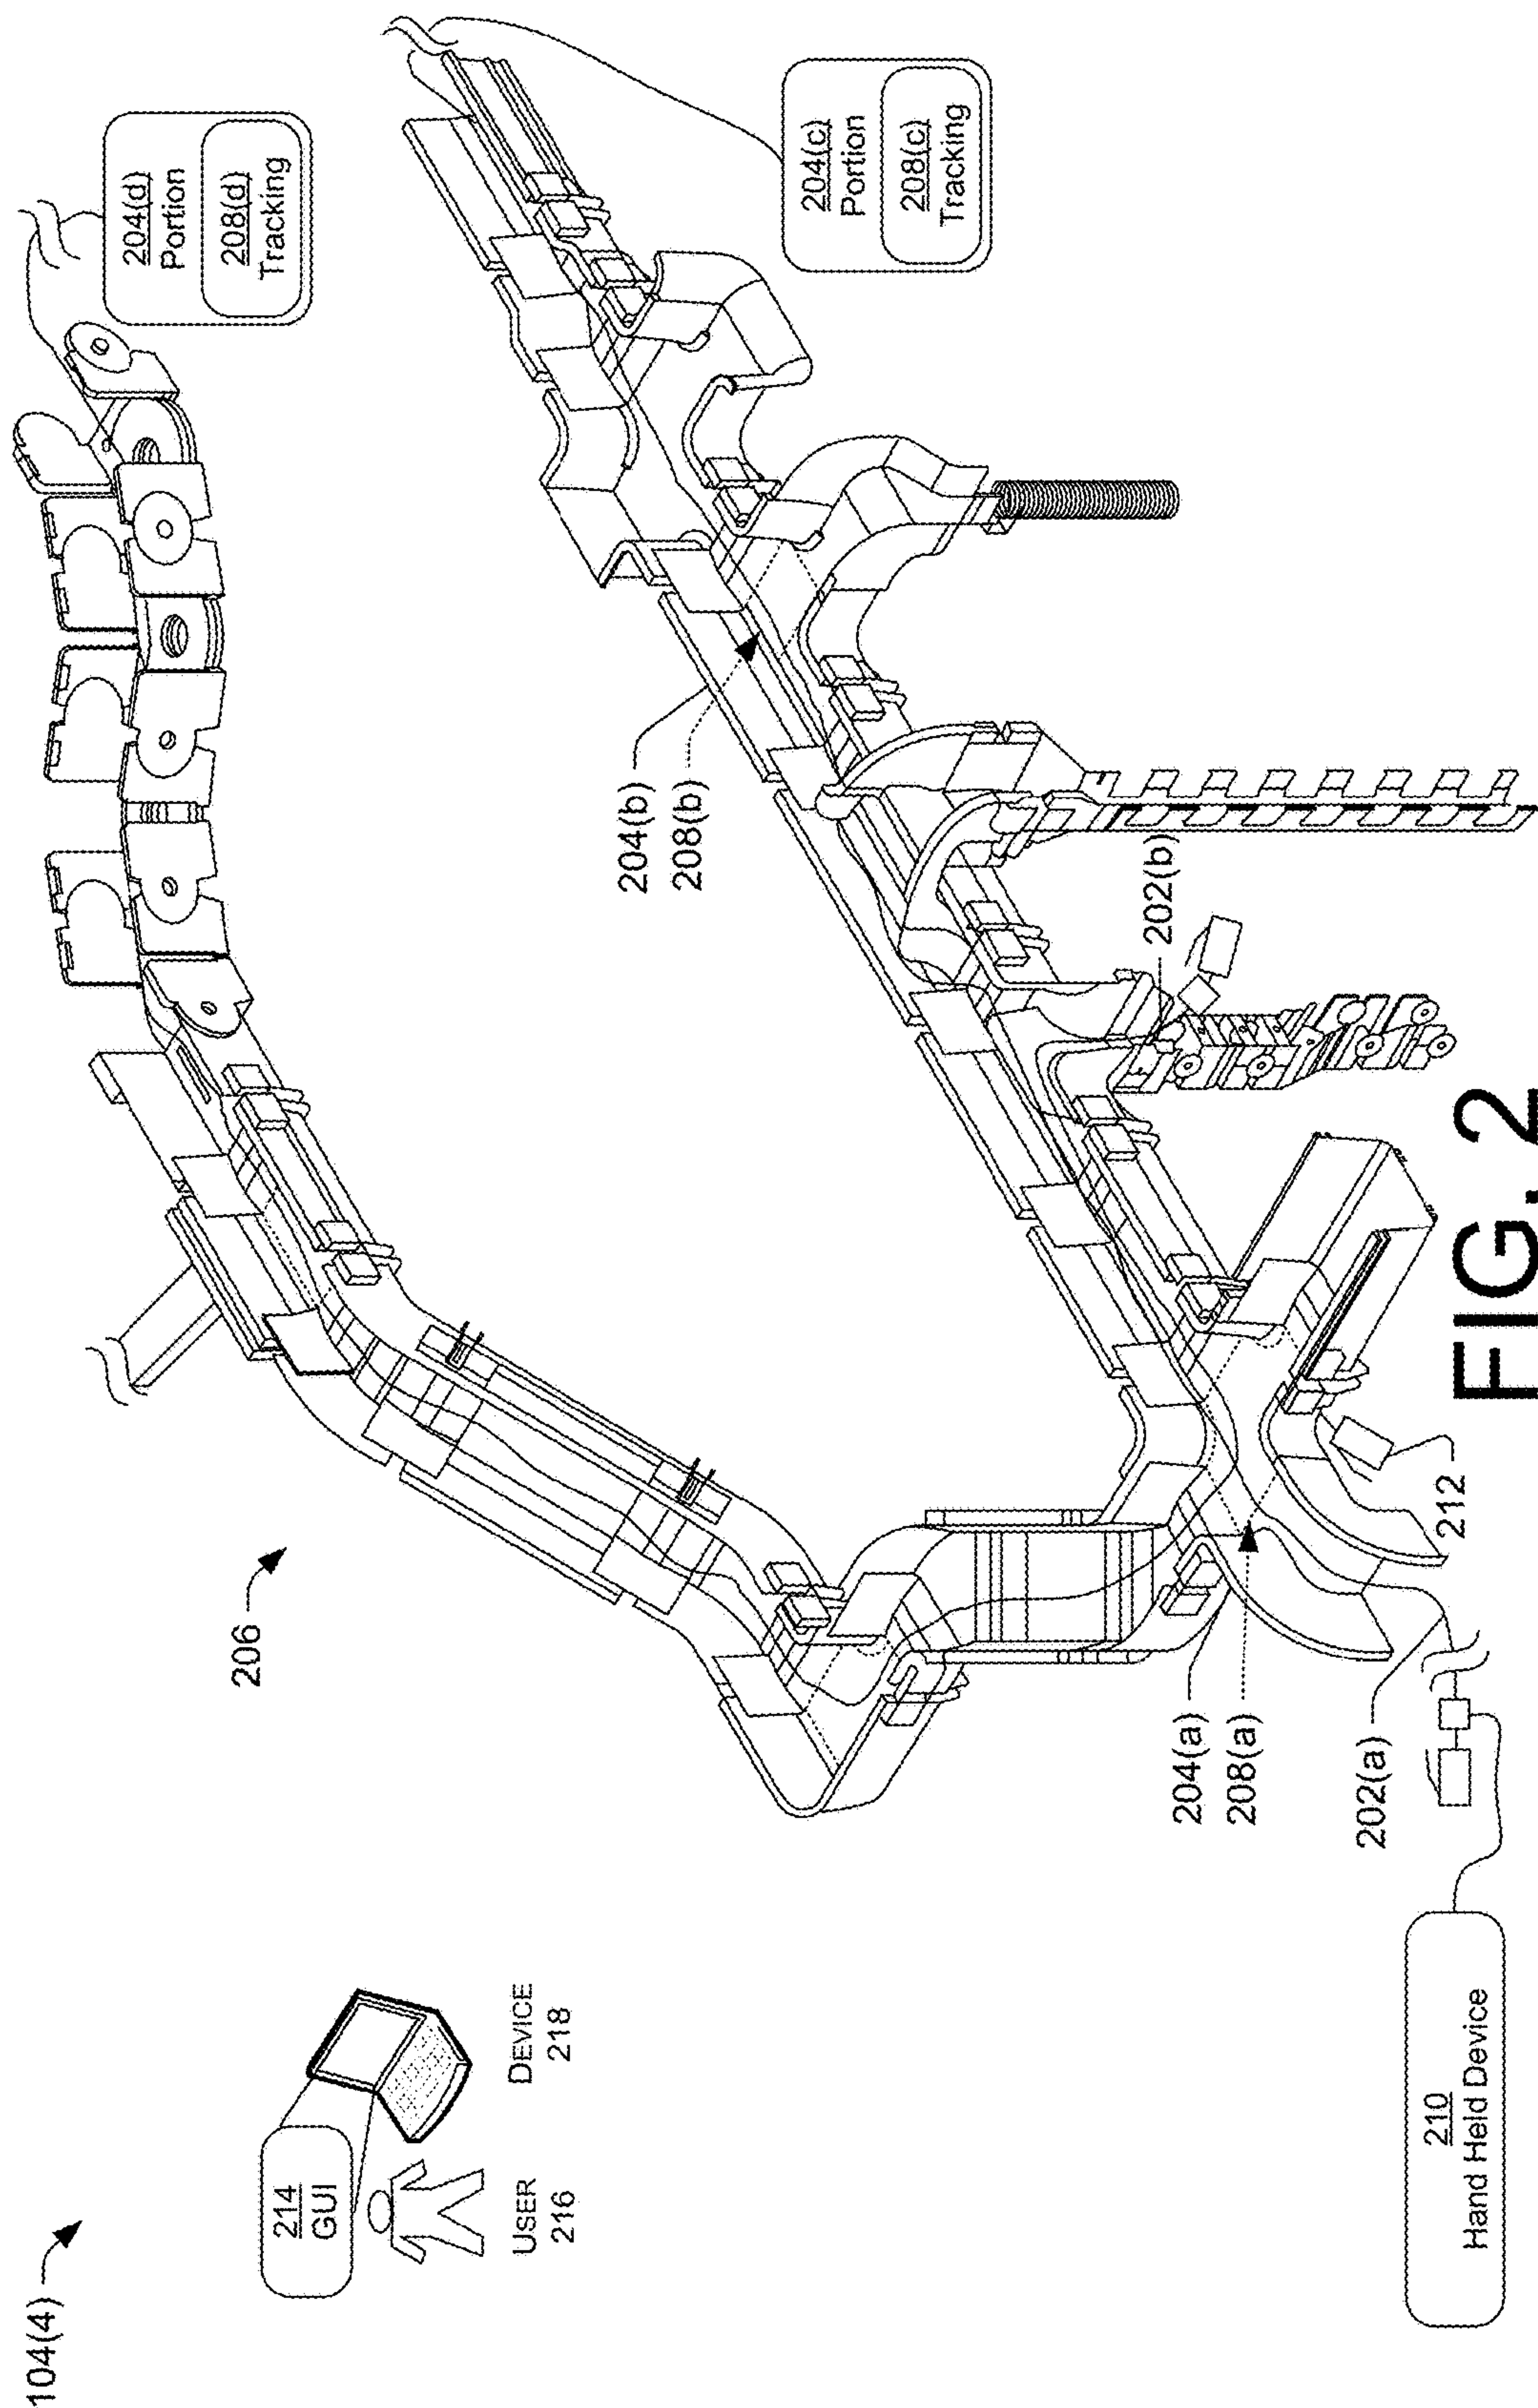 104(4)
214
GUI
USER
216
DEVICE
218
206
204(d)
Portion
208(d)
Tracking
204(c)
Portion
208(c)
Tracking
204(b)
208(b)
202(b)
204(a)
208(a)
202(a)
212
210
Hand Held Device
FIG. 2